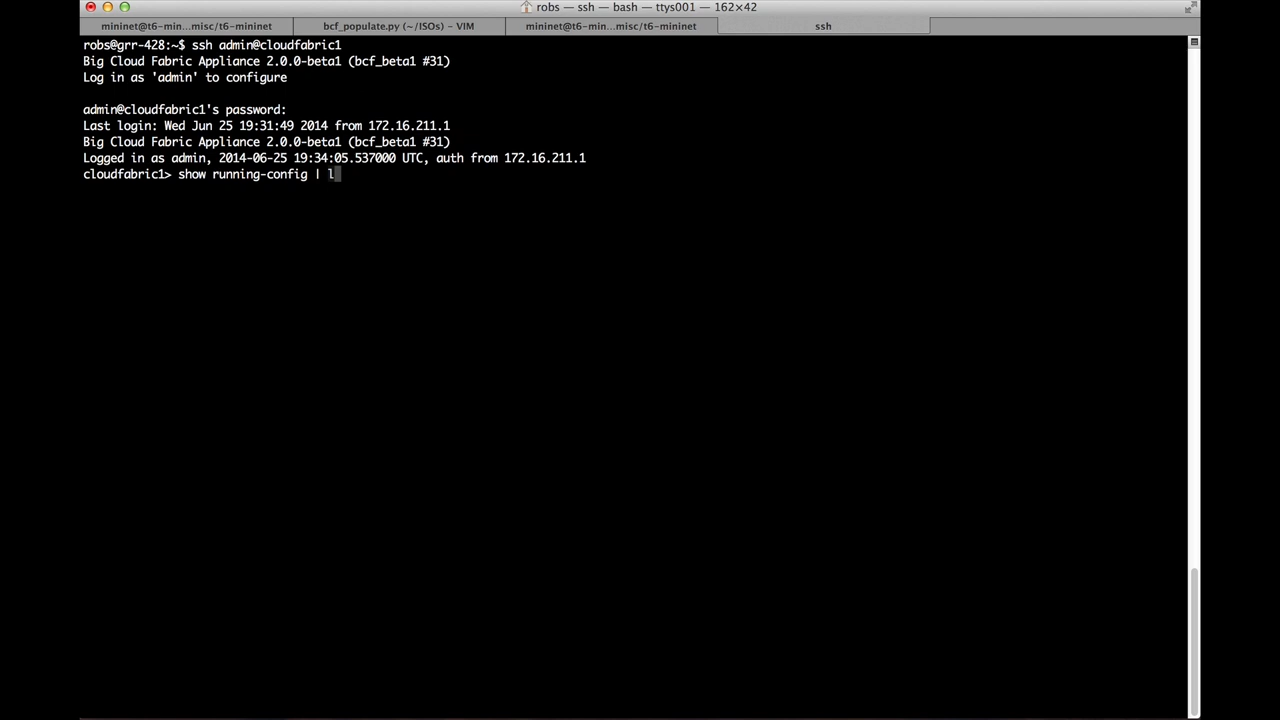 robs — ssh — bash — ttys001 — 162×42
mininet@t6-min...misc/t6-mininet
bcf_populate.py (~/ISOs) - VIM
mininet@t6-min...misc/t6-mininet
ssh
robs@grr-428:~$ ssh admin@cloudfabric1
Big Cloud Fabric Appliance 2.0.0-beta1 (bcf_beta1 #31)
Log in as 'admin' to configure
admin@cloudfabric1's password:
Last login: Wed Jun 25 19:31:49 2014 from 172.16.211.1
Big Cloud Fabric Appliance 2.0.0-beta1 (bcf_beta1 #31)
Logged in as admin, 2014-06-25 19:34:05.537000 UTC, auth from 172.16.211.1
cloudfabric1> show running-config | l